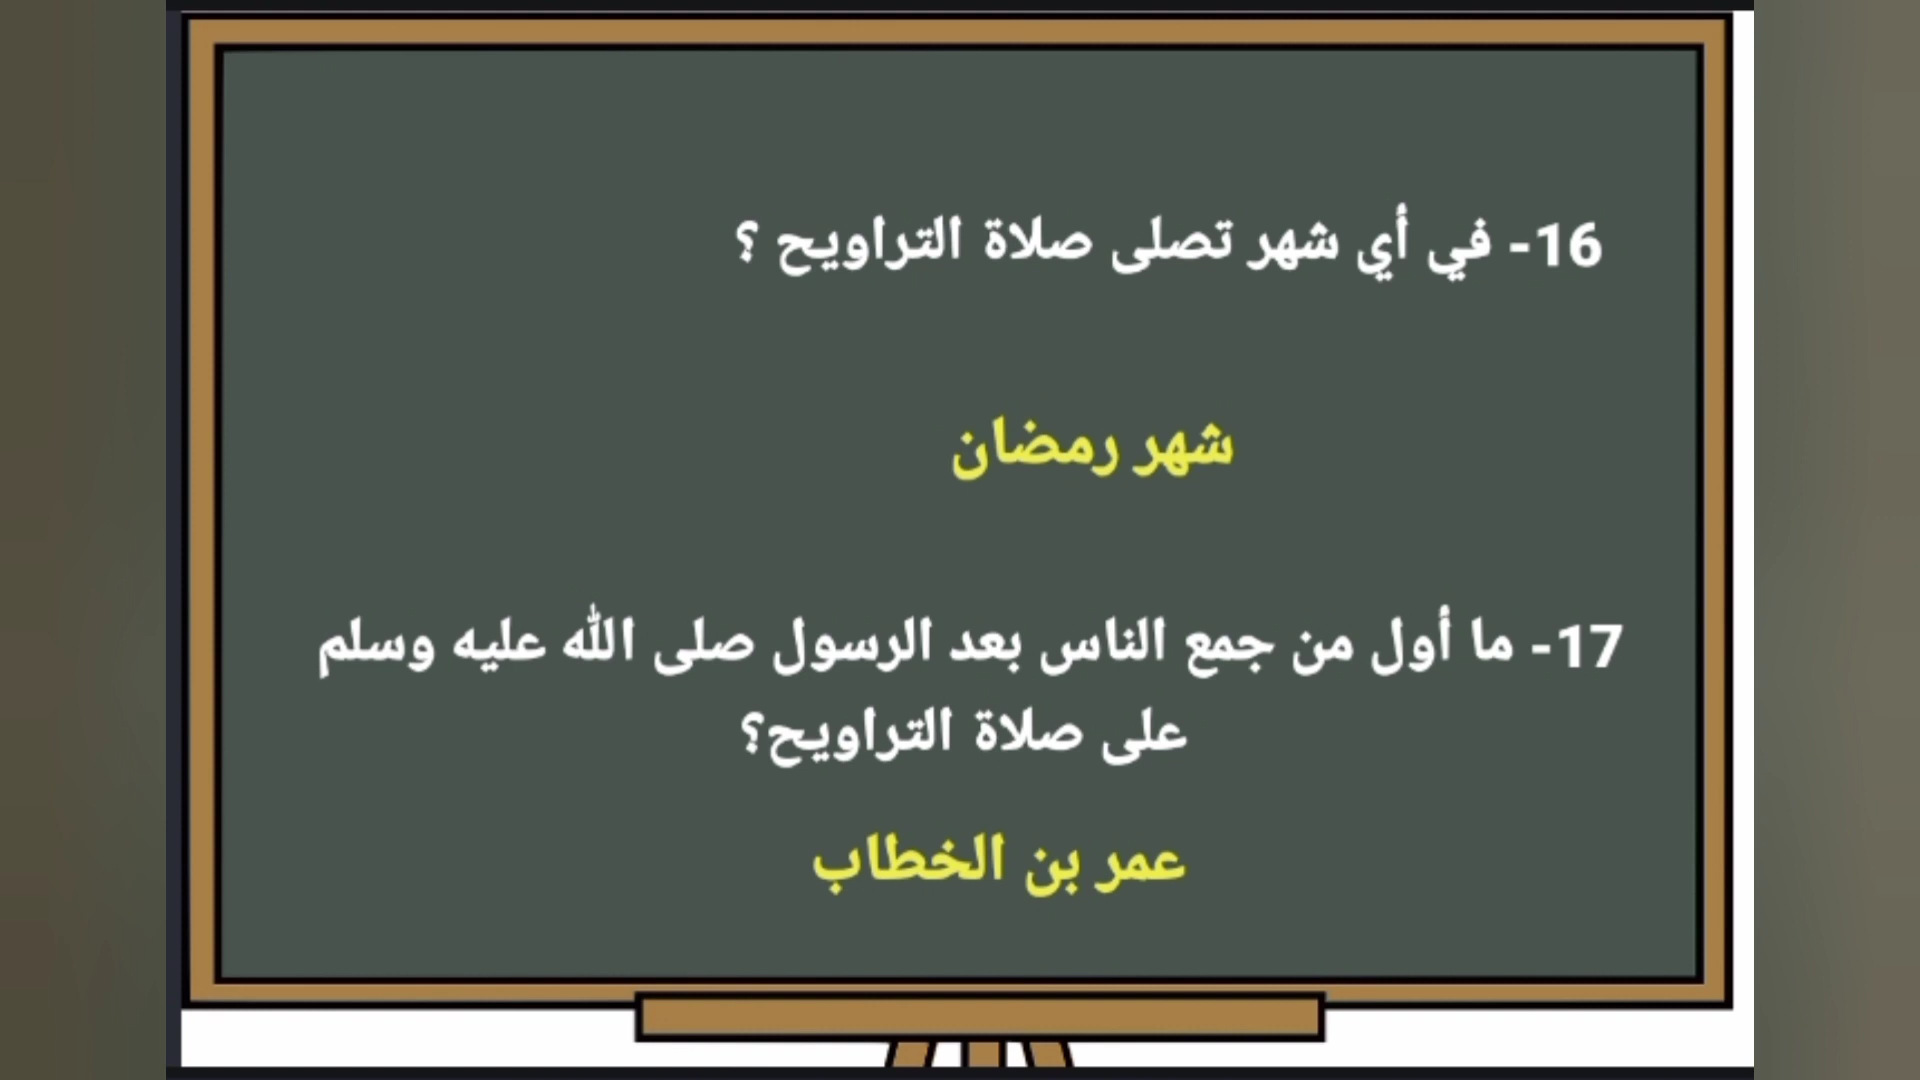 16- في أي شهر تصلى صلاة التراويح ؟
شهر رمضان
17- ما أول من جمع الناس بعد الرسول صلى الله عليه وسلم
على صلاة التراويح؟
عمر بن الخطاب